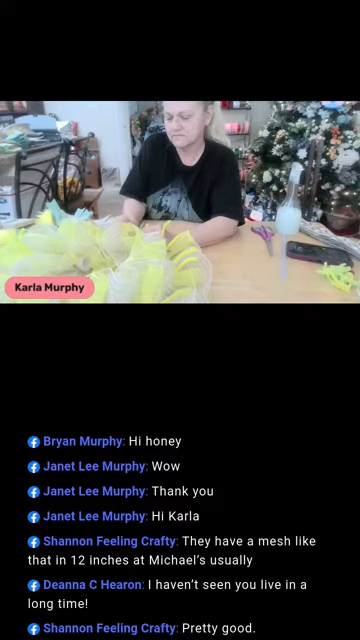 Karla Murphy
Bryan Murphy: Hi honey
Janet Lee Murphy: Wow
Janet Lee Murphy: Thank you
Janet Lee Murphy: Hi Karla
Shannon Feeling Crafty: They have a mesh like
that in 12 inches at Michael's usually
Deanna C Hearon: I haven't seen you live in a
long time!
Shannon Feeling Crafty: Pretty good.